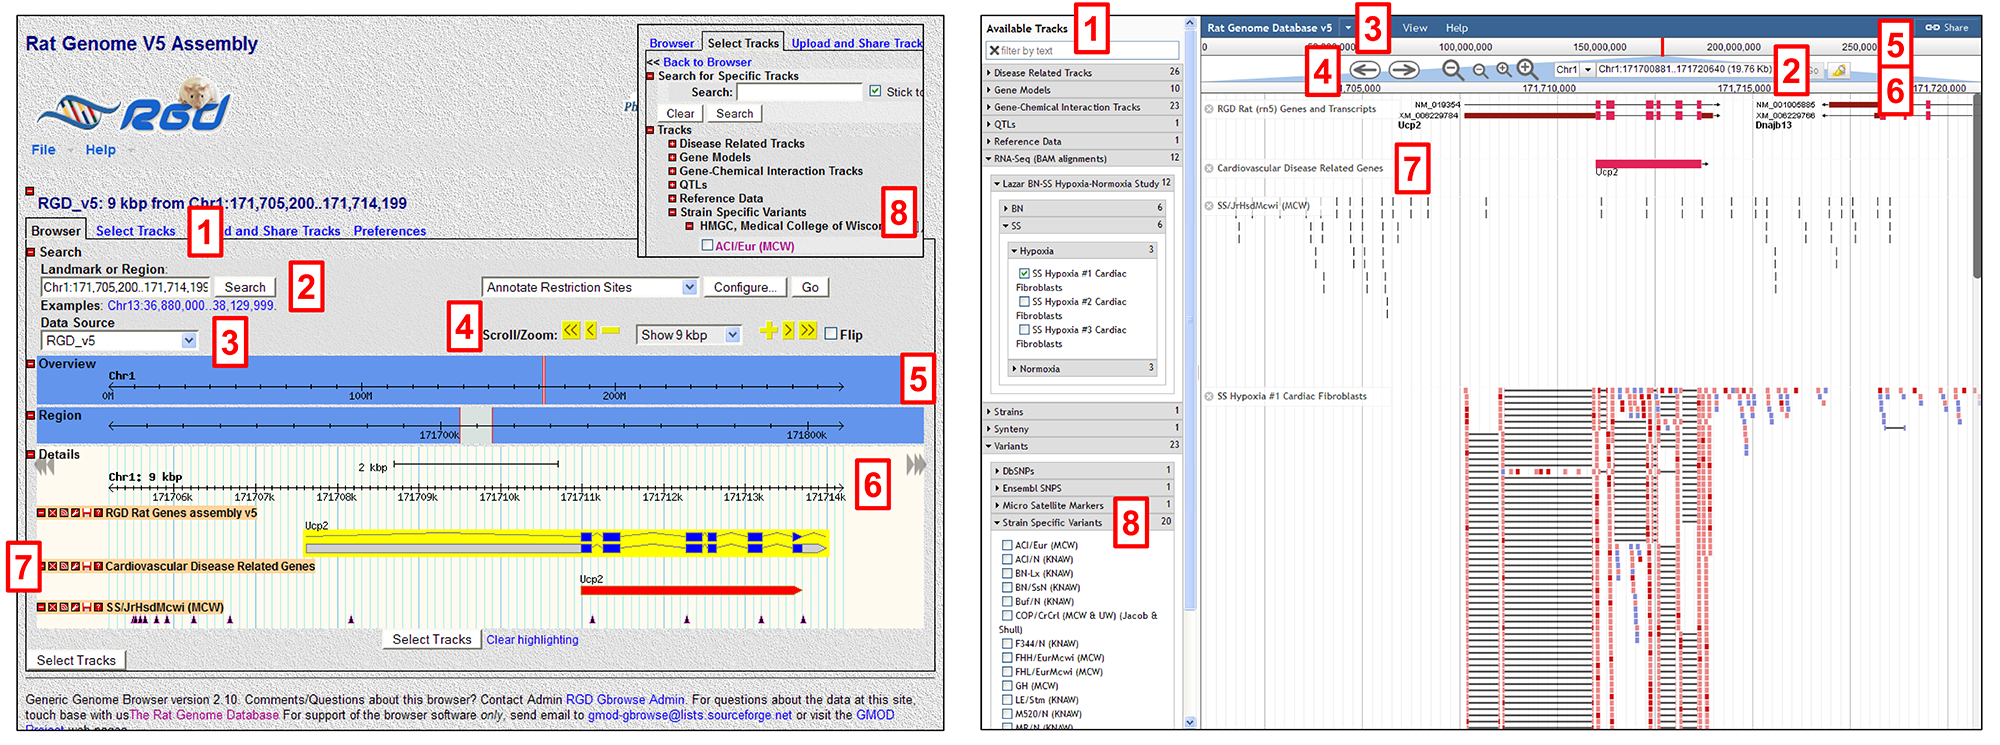 Rat Genome V5 Assembly
RGD
File Help
Browser Select Tracks Upload and Share Track
<< Back to Browser
Search for Specific Tracks
Search: Stick to
Clear Search
Tracks
Disease Related Tracks
Gene Models
Gene-Chemical Interaction Tracks
QTLs
Reference Data
Strain Specific Variants
HMGC, Medical College of Wiscon
ACI/Eur (MCW)
8
RGD_v5: 9 kbp from Chr1:171,705,200..171,714,199
1
Browser Select Tracks d and Share Tracks Preferences
Search
Landmark or Region:
Chr1:171,705,200..171,714,199 Search
2
Examples: Chr13:36,880,000..38,129,999.
Annotate Restriction Sites Configure... Go
Data Source
RGD_v5
3
4
Scroll/Zoom: << < Show 9 kbp > >> Flip
Overview
Chr1
0M 100M 200M
5
Region
171700k 171800k
Details
2 kbp
Chr1: 9 kbp
171706k 171707k 171708k 171709k 171710k 171711k 171712k 171713k 171714k
6
RGD Rat Genes assembly v5
Ucp2
7
Cardiovascular Disease Related Genes
Ucp2
SS/JrHsdMcwi (MCW)
Select Tracks Clear highlighting
Select Tracks
Generic Genome Browser version 2.10. Comments/Questions about this browser? Contact Admin RGD Gbrowse Admin. For questions about the data at this site,
touch base with usThe Rat Genome Database For support of the browser software only, send email to gmod-gbrowse@lists.sourceforge.net or visit the GMOD
Project web pages
Available Tracks
1
filter by text
Disease Related Tracks 26
Gene Models 10
Gene-Chemical Interaction Tracks 23
QTLs 1
Reference Data 1
RNA-Seq (BAM alignments) 12
Lazar BN-SS Hypoxia-Normoxia Study 12
BN 6
SS 6
Hypoxia 3
SS Hypoxia #1 Cardiac
Fibroblasts
SS Hypoxia #2 Cardiac
Fibroblasts
SS Hypoxia #3 Cardiac
Fibroblasts
Normoxia 3
Strains 1
Synteny 1
Variants 23
DbSNPs 1
Ensembl SNPS 1
Micro Satellite Markers 1
Strain Specific Variants 20
8
ACI/Eur (MCW)
ACI/N (KNAW)
BN-Lx (KNAW)
BN/SsN (KNAW)
Buf/N (KNAW)
COP/CrCrl (MCW & UW) (Jacob &
Shull)
F344/N (KNAW)
FHH/EurMcwi (MCW)
FHL/EurMcwi (MCW)
GH (MCW)
LE/Stm (KNAW)
M520/N (KNAW)
MR/N (KNAW)
Rat Genome Database v5 3 View Help Share
0 100,000,000 150,000,000 200,000,000
5
4
Chr1 Chr1:171700881..171720640 (19.76 Kb) 2 Go
6
171,710,000 171,715,000 171,720,000
RGD Rat (rn5) Genes and Transcripts
NM_019354
XM_006229784
Ucp2
NM_001005885
XM_006229766
Dnajb13
7
Cardiovascular Disease Related Genes
Ucp2
SS/JrHsdMcwi (MCW)
SS Hypoxia #1 Cardiac Fibroblasts